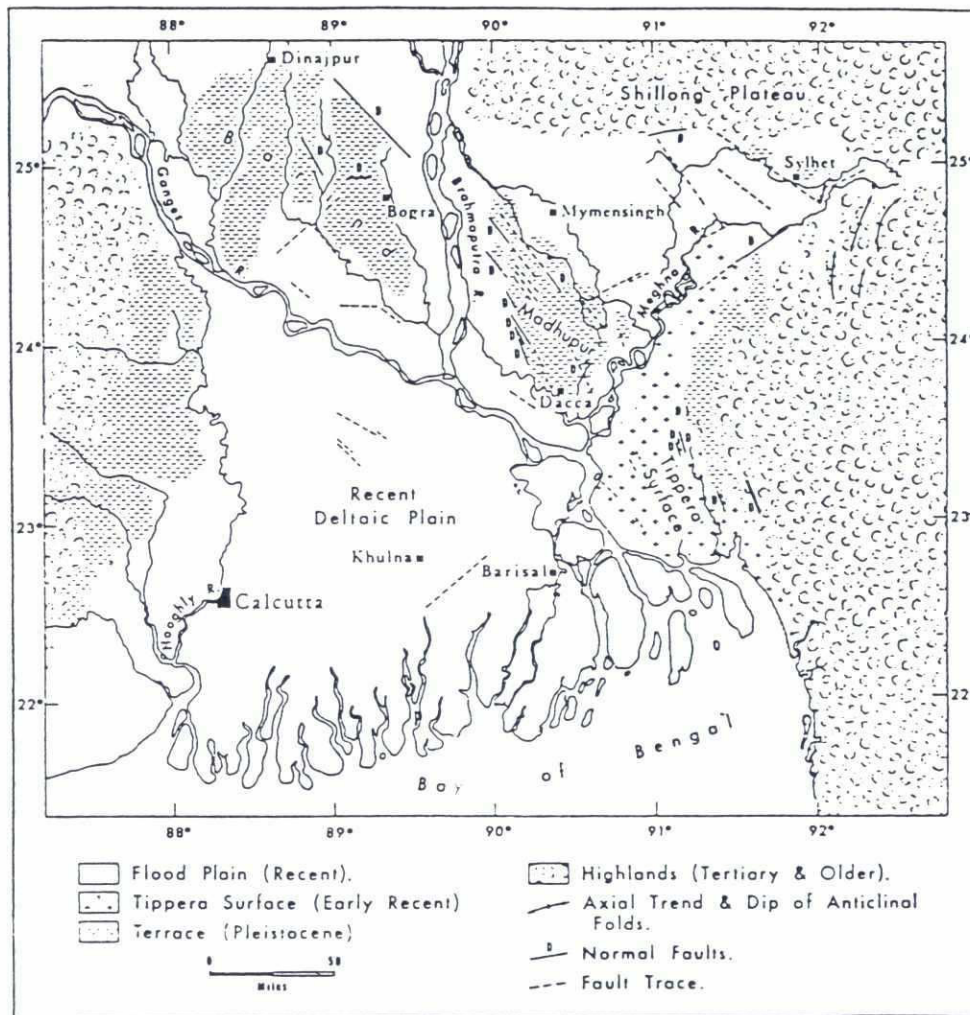 88° 89° 90° 91° 92°
Dinajpur
Shillong Plateau
25° 25°
Sylhet
Ganges
Bogra
Brahmaputra R
Mymensingh
R
R Meghna
24° 24°
Madhupur
Dacca
Tippera
Surface
Recent
Deltaic Plain
23° 23°
Khulna
Barisal
Hooghly R.
Calcutta
22° 22°
Bay of Bengal
88° 89° 90° 91° 92°
Flood Plain (Recent).
Tippera Surface (Early Recent)
Terrace (Pleistocene)
0 50
Miles
Highlands (Tertiary & Older).
Axial Trend & Dip of Anticlinal
Folds.
D
Normal Faults.
Fault Trace.